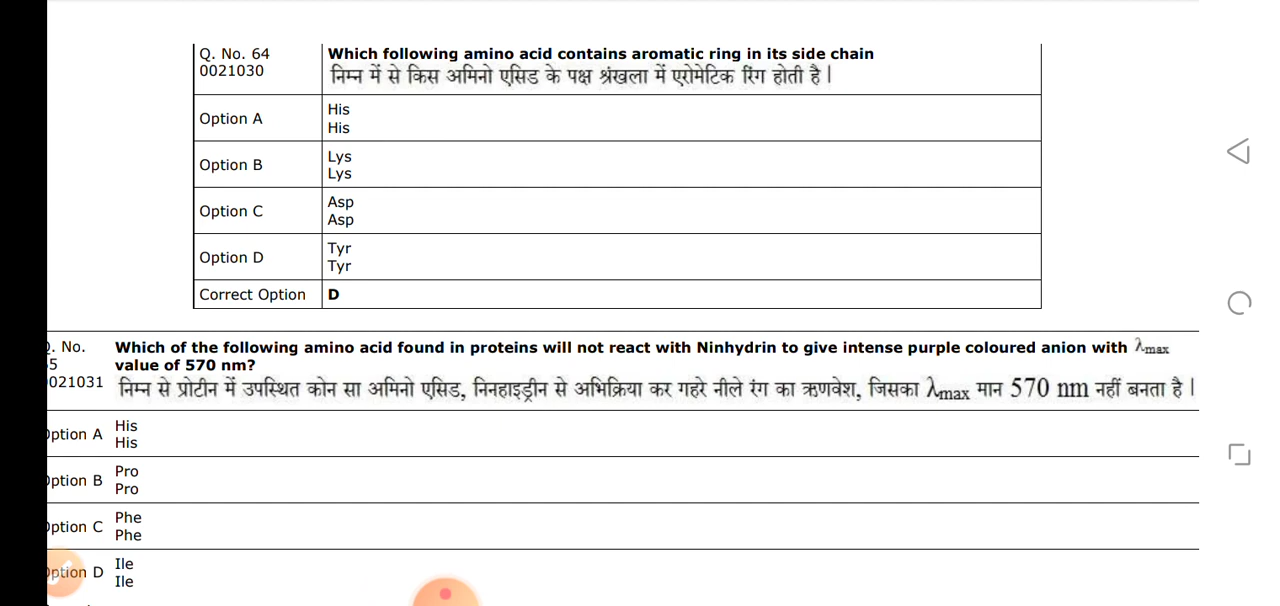 Q. No. 64
0021030
Which following amino acid contains aromatic ring in its side chain
निम्न में से किस अमिनो एसिड के पक्ष श्रंखला में एरोमेटिक रिंग होती है।
Option A
His
His
Option B
Lys
Lys
Option C
Asp
Asp
Option D
Tyr
Tyr
Correct Option
D
. No.
5
021031
Which of the following amino acid found in proteins will not react with Ninhydrin to give intense purple coloured anion with λmax
value of 570 nm?
निम्न से प्रोटीन में उपस्थित कोन सा अमिनो एसिड, निनहाइड्रीन से अभिक्रिया कर गहरे नीले रंग का ऋणवेश, जिसका λmax मान 570 nm नहीं बनता है।
ption A
His
His
ption B
Pro
Pro
ption C
Phe
Phe
ption D
Ile
Ile